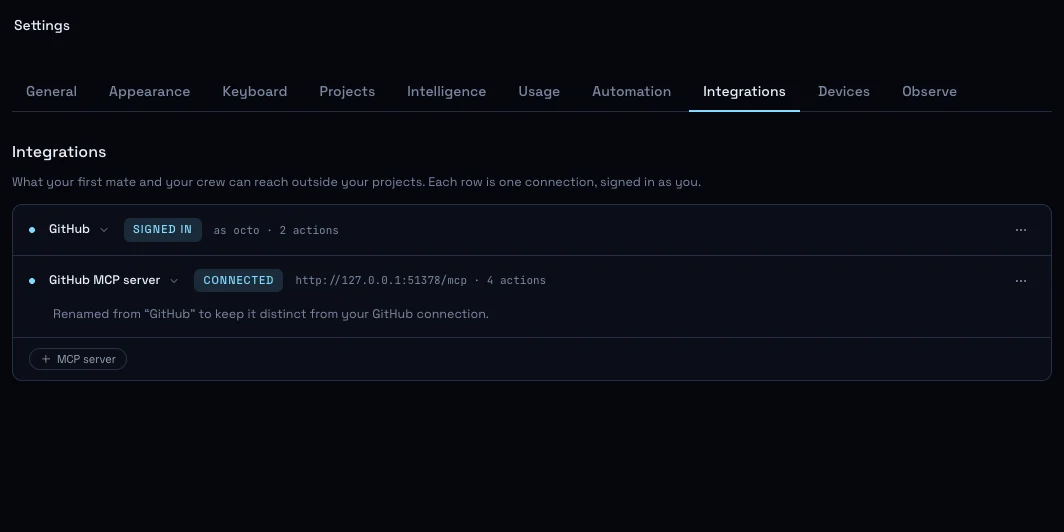 Settings
General Appearance Keyboard Projects Intelligence Usage Automation Integrations Devices Observe
Integrations
What your first mate and your crew can reach outside your projects. Each row is one connection, signed in as you.
GitHub SIGNED IN as octo · 2 actions ···
GitHub MCP server CONNECTED http://127.0.0.1:51378/mcp · 4 actions ···
Renamed from “GitHub” to keep it distinct from your GitHub connection.
+ MCP server